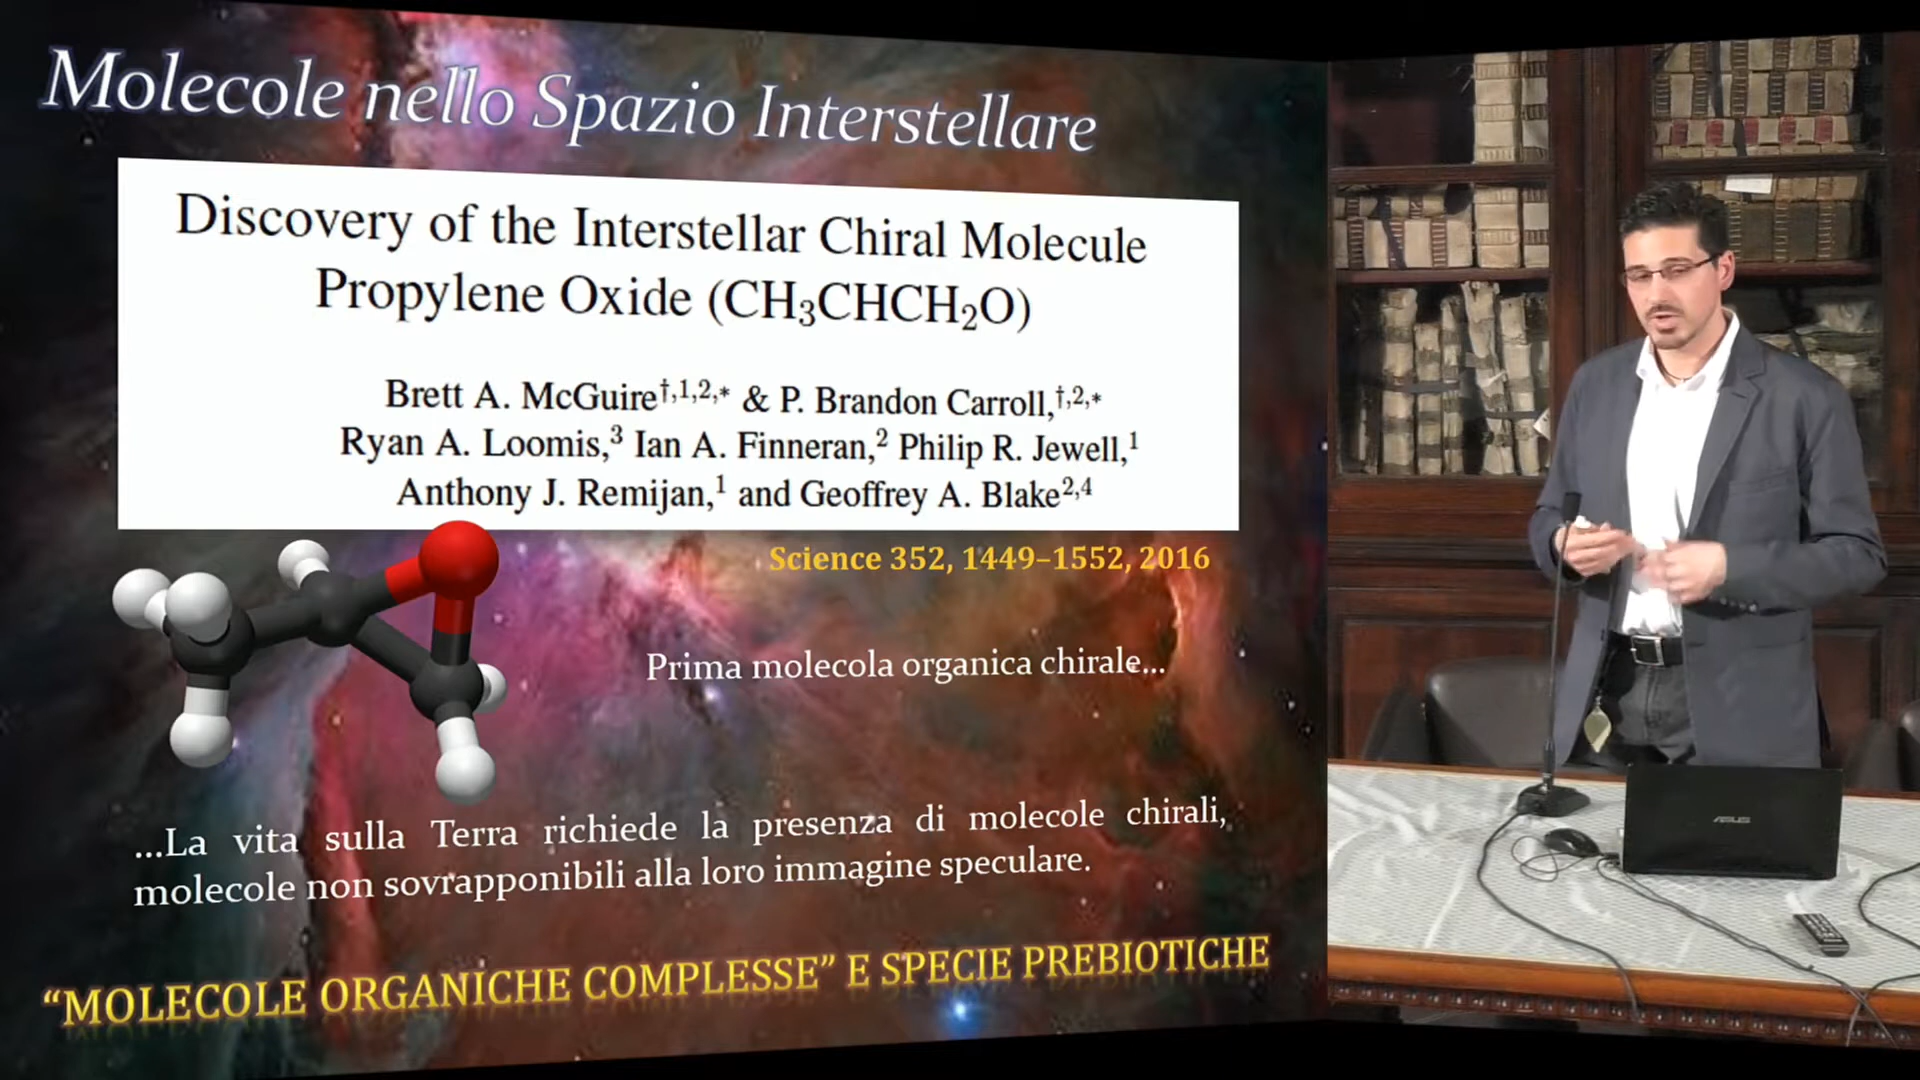 Molecole nello Spazio Interstellare
Discovery of the Interstellar Chiral Molecule
Propylene Oxide (CH₃CHCH₂O)
Brett A. McGuire†,1,2,* & P. Brandon Carroll,†,2,*
Ryan A. Loomis,³ Ian A. Finneran,² Philip R. Jewell,¹
Anthony J. Remijan,¹ and Geoffrey A. Blake²,⁴
Science 352, 1449–1552, 2016
Prima molecola organica chirale...
...La vita sulla Terra richiede la presenza di molecole chirali,
molecole non sovrapponibili alla loro immagine speculare.
“MOLECOLE ORGANICHE COMPLESSE” E SPECIE PREBIOTICHE
ASUS